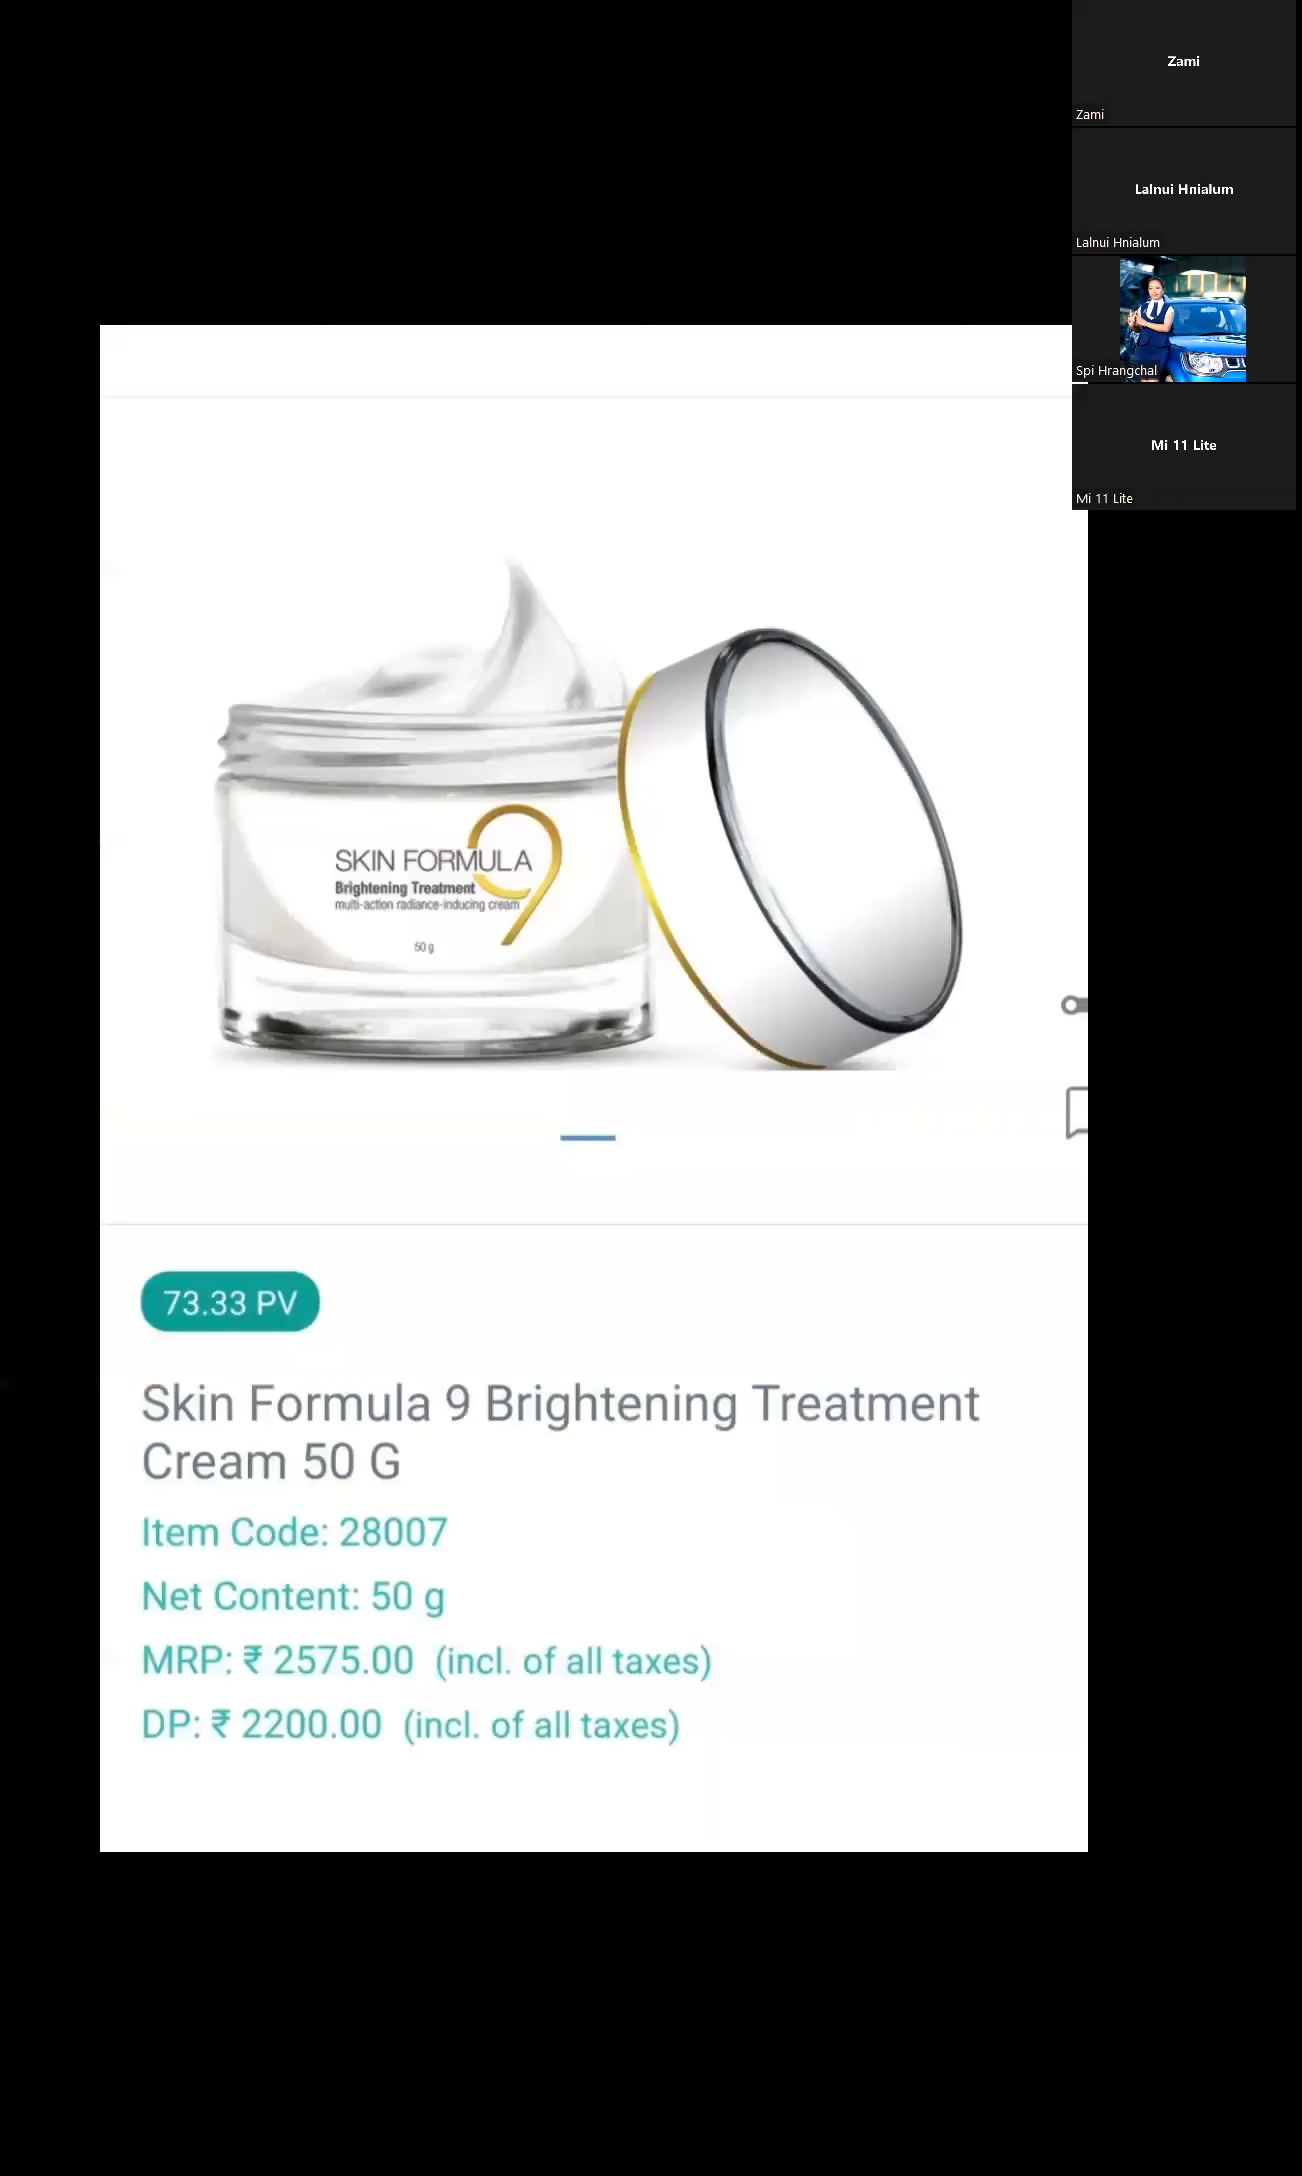 Zami
Zami
Lalnui Hnialum
Lalnui Hnialum
Spi Hrangchal
Mi 11 Lite
Mi 11 Lite
SKIN FORMULA 9
Brightening Treatment
multi-action radiance-inducing cream
50 g
73.33 PV
Skin Formula 9 Brightening Treatment
Cream 50 G
Item Code: 28007
Net Content: 50 g
MRP: ₹ 2575.00 (incl. of all taxes)
DP: ₹ 2200.00 (incl. of all taxes)